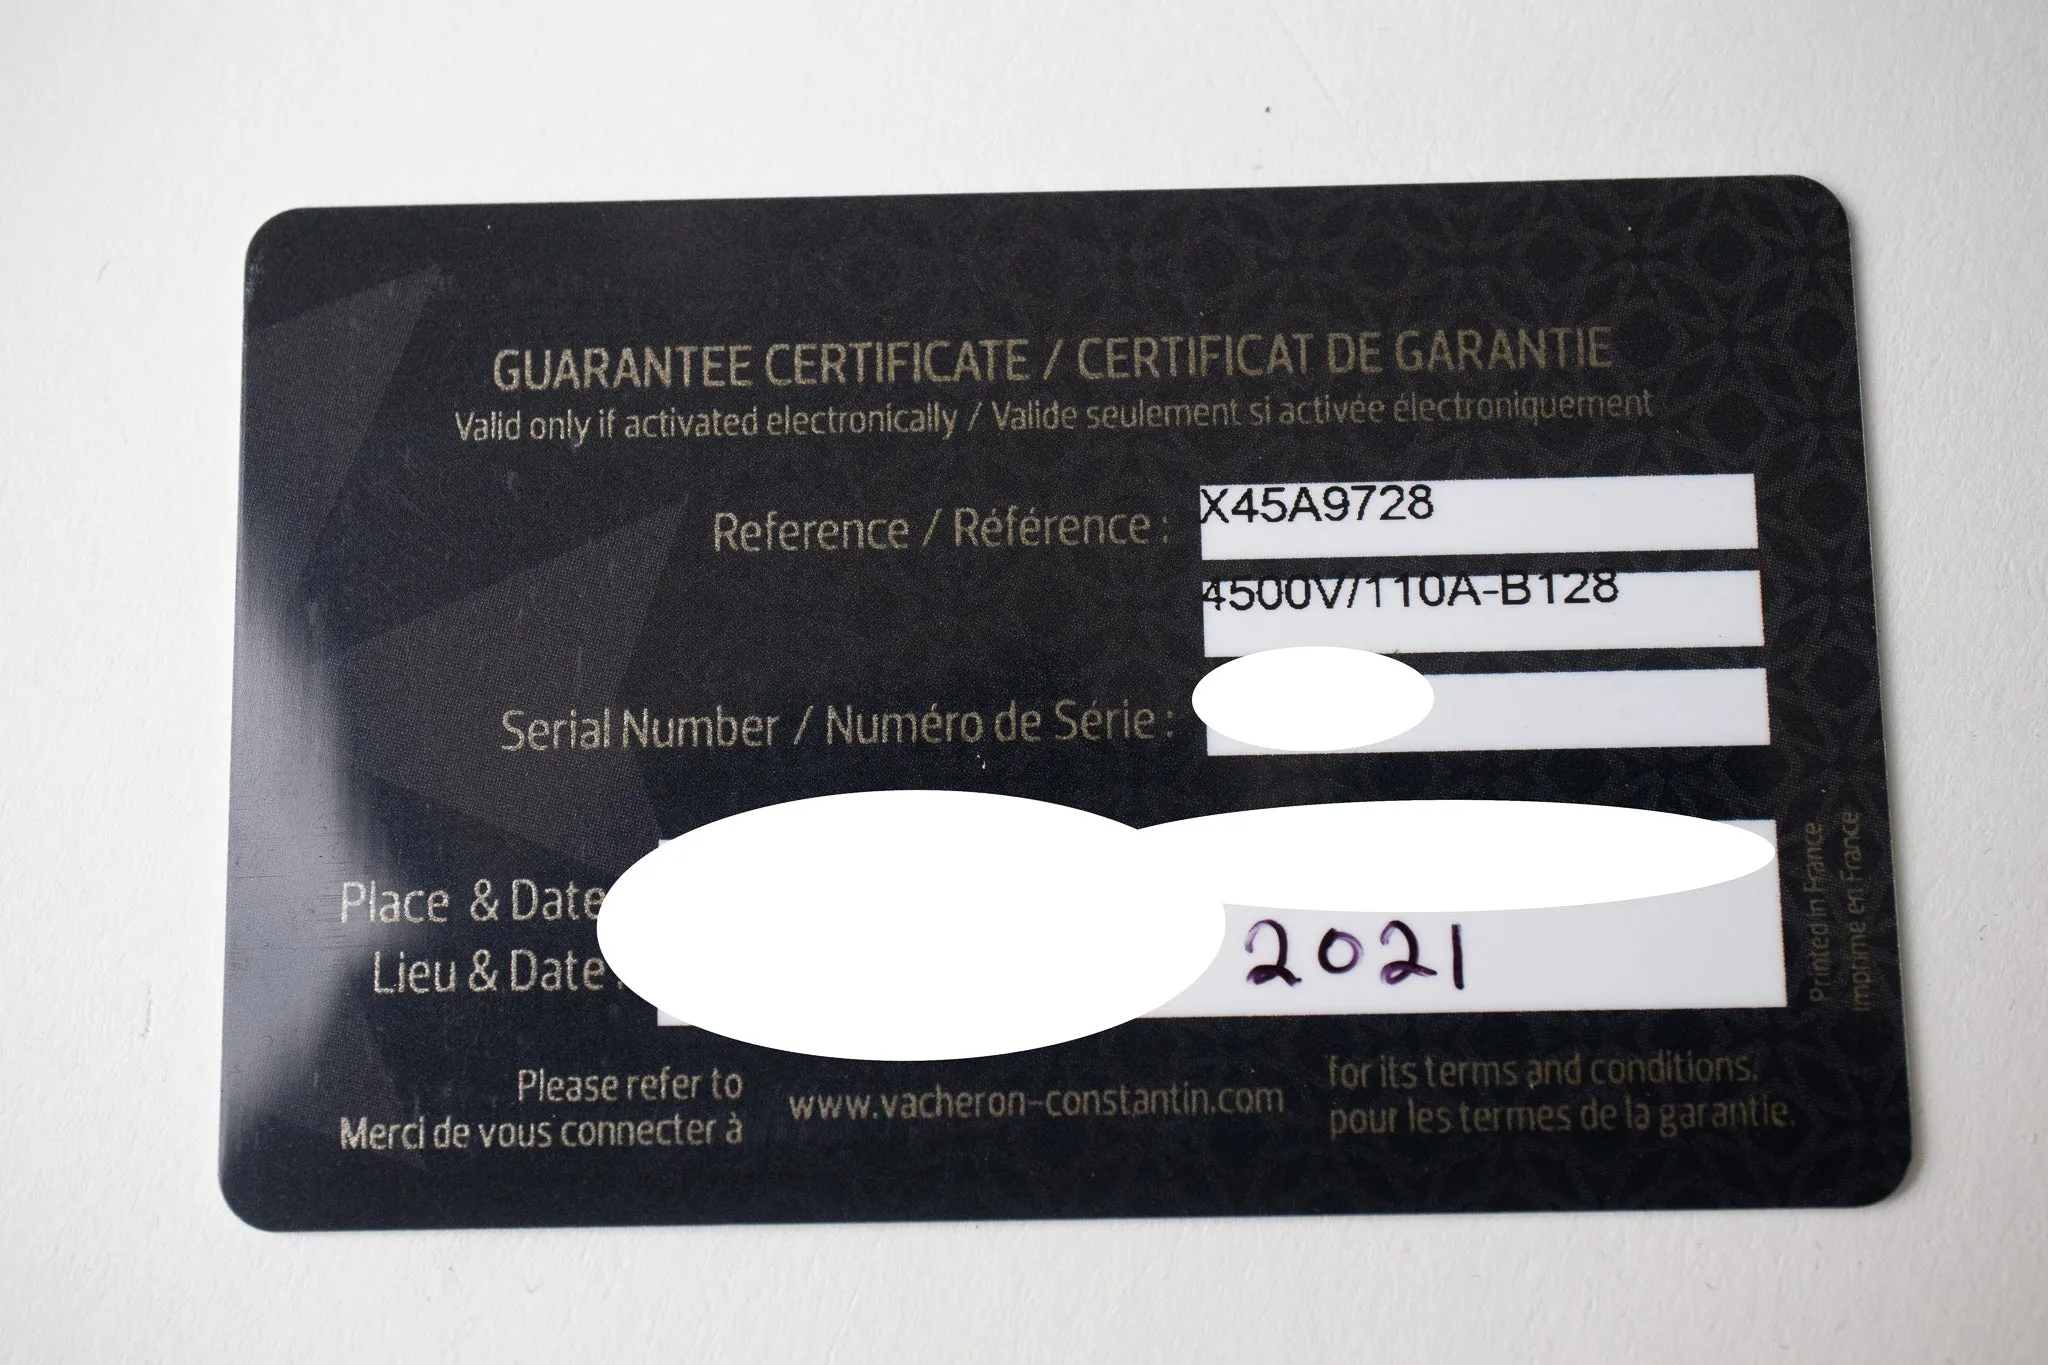 GUARANTEE CERTIFICATE / CERTIFICAT DE GARANTIE
Valid only if activated electronically / Valide seulement si activée électroniquement
Reference / Référence : X45A9728
4500V/110A-B128
Serial Number / Numéro de Série :
Place & Date
Lieu & Date :
2021
Please refer to
Merci de vous connecter à
www.vacheron-constantin.com
for its terms and conditions.
pour les termes de la garantie.
Printed in France
Imprimé en France